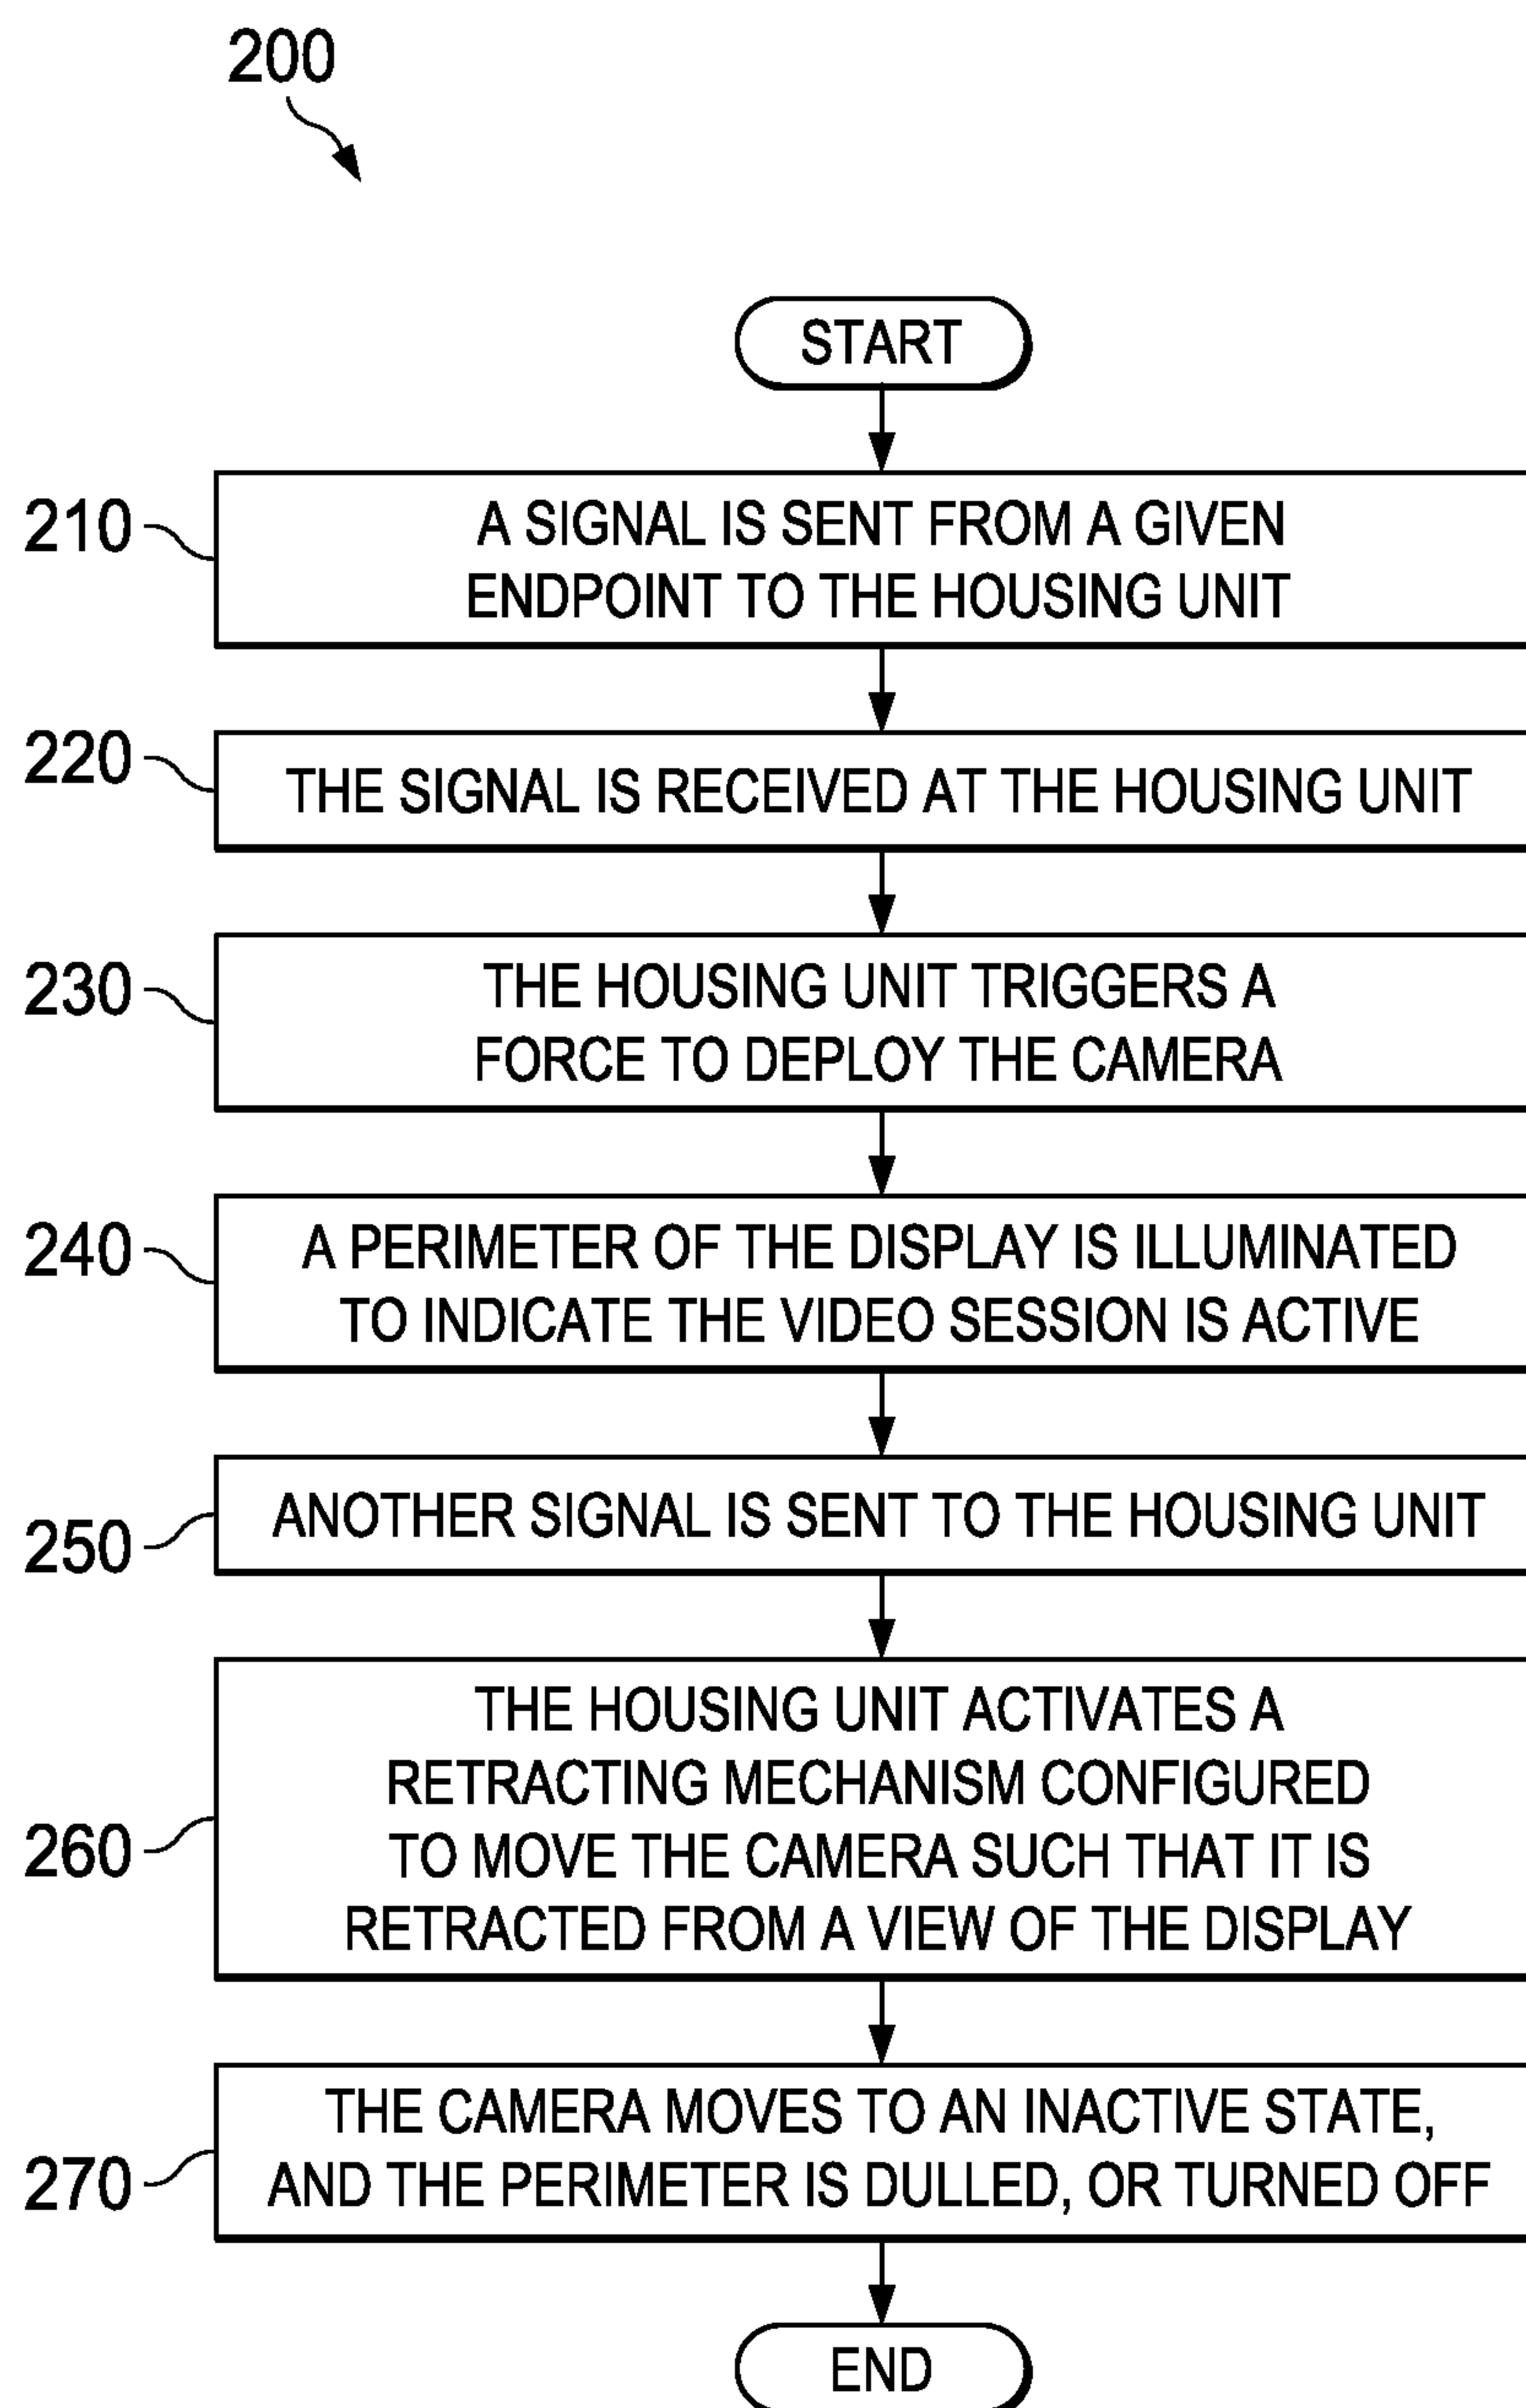 200
START
210
A SIGNAL IS SENT FROM A GIVEN
ENDPOINT TO THE HOUSING UNIT
220
THE SIGNAL IS RECEIVED AT THE HOUSING UNIT
230
THE HOUSING UNIT TRIGGERS A
FORCE TO DEPLOY THE CAMERA
240
A PERIMETER OF THE DISPLAY IS ILLUMINATED
TO INDICATE THE VIDEO SESSION IS ACTIVE
250
ANOTHER SIGNAL IS SENT TO THE HOUSING UNIT
260
THE HOUSING UNIT ACTIVATES A
RETRACTING MECHANISM CONFIGURED
TO MOVE THE CAMERA SUCH THAT IT IS
RETRACTED FROM A VIEW OF THE DISPLAY
270
THE CAMERA MOVES TO AN INACTIVE STATE,
AND THE PERIMETER IS DULLED, OR TURNED OFF
END